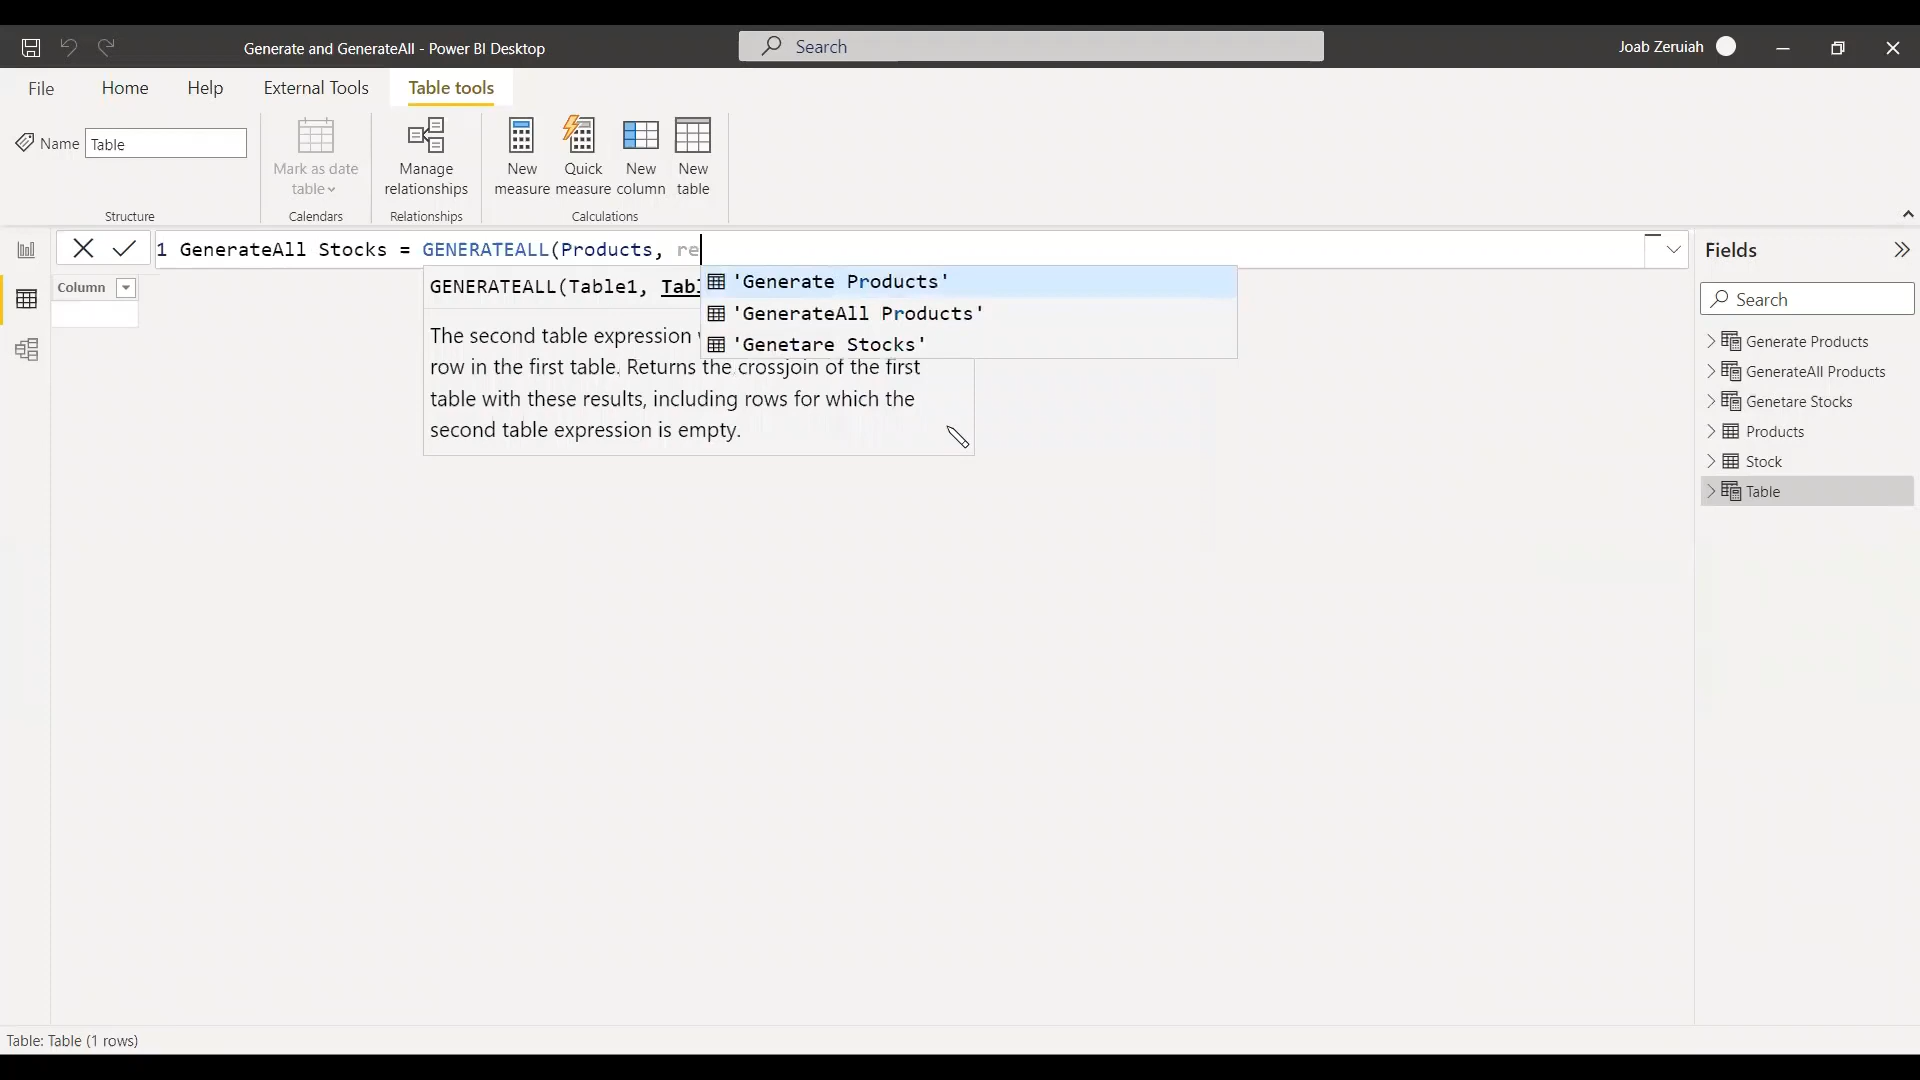 Generate and GenerateAll - Power BI Desktop
Search
Joab Zeruiah
File
Home
Help
External Tools
Table tools
Name
Table
Mark as date
table
Manage
relationships
New
measure
Quick
measure
New
column
New
table
Structure
Calendars
Relationships
Calculations
1 GenerateAll Stocks = GENERATEALL(Products, re
Column
GENERATEALL(Table1, Tabl
'Generate Products'
'GenerateAll Products'
'Genetare Stocks'
The second table expression
row in the first table. Returns the crossjoin of the first
table with these results, including rows for which the
second table expression is empty.
Fields
Search
Generate Products
GenerateAll Products
Genetare Stocks
Products
Stock
Table
Table: Table (1 rows)